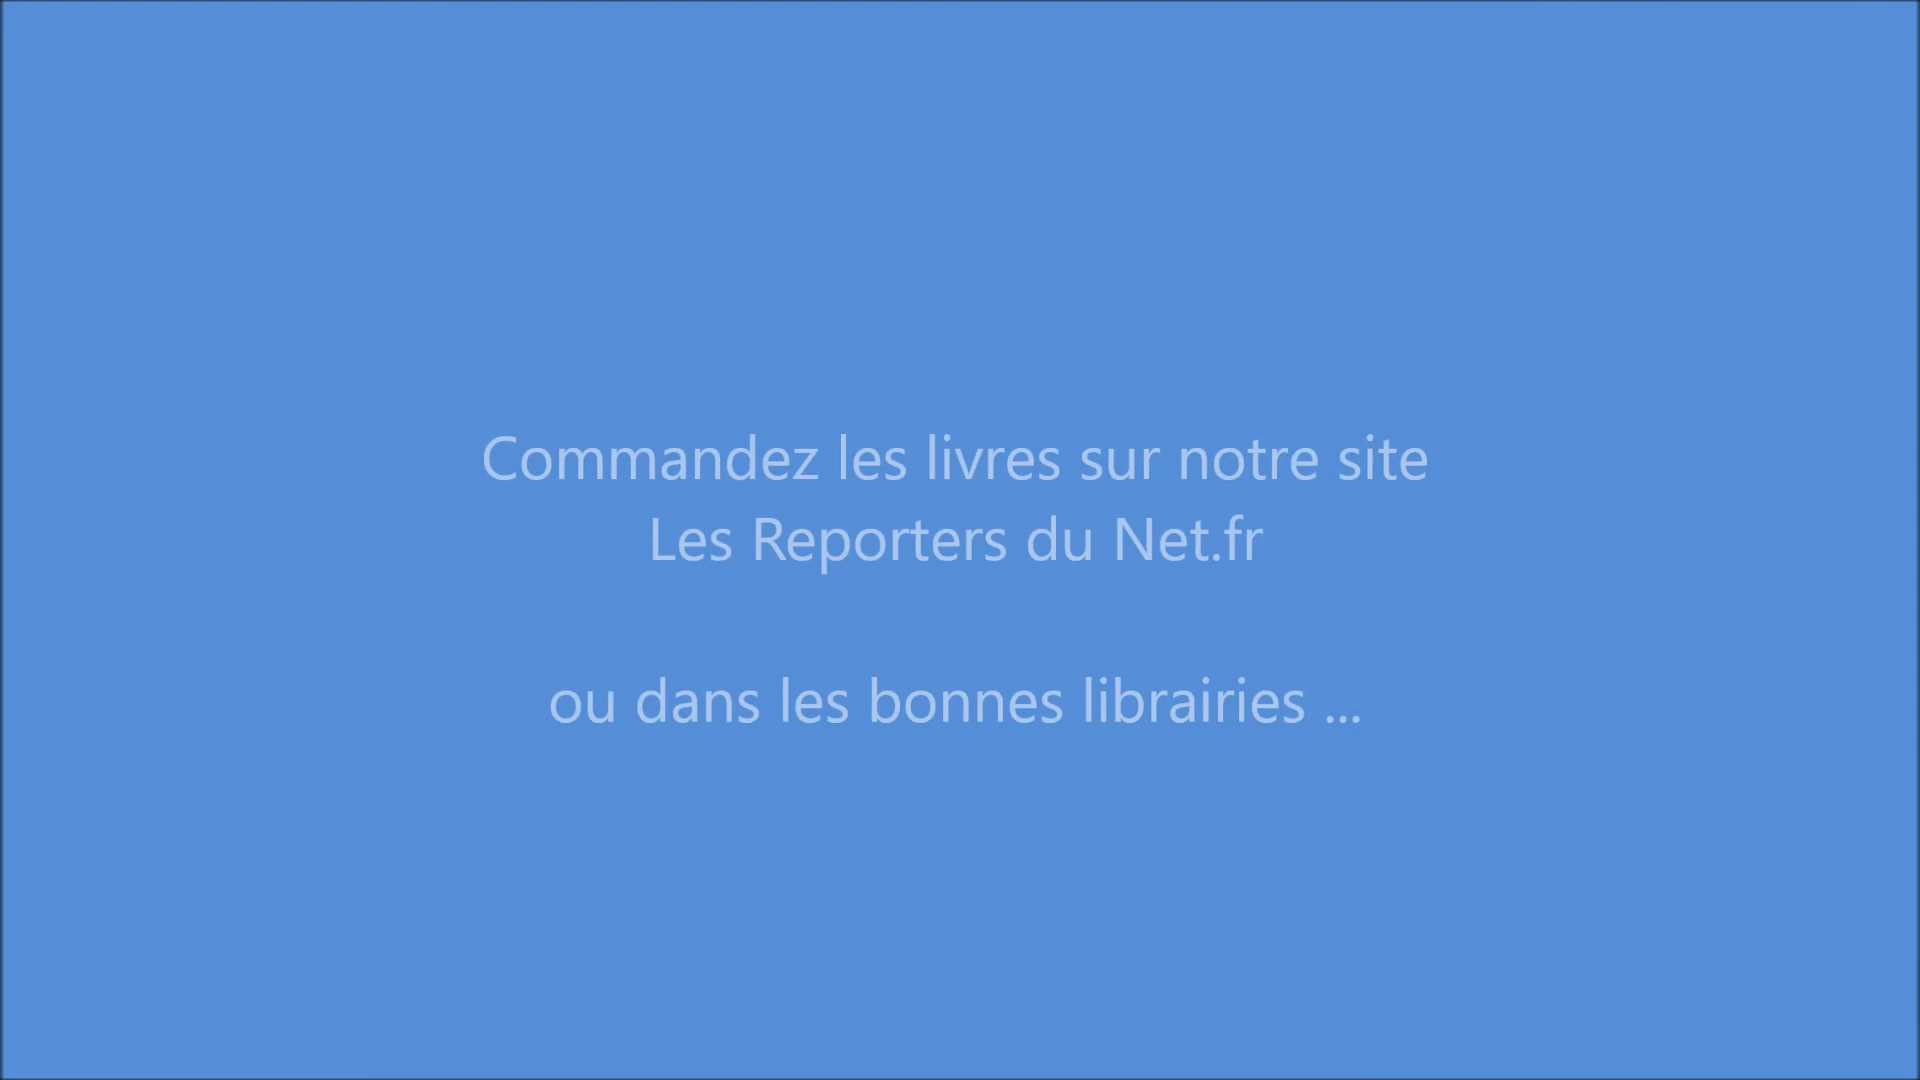 Commandez les livres sur notre site
Les Reporters du Net.fr
ou dans les bonnes librairies ...